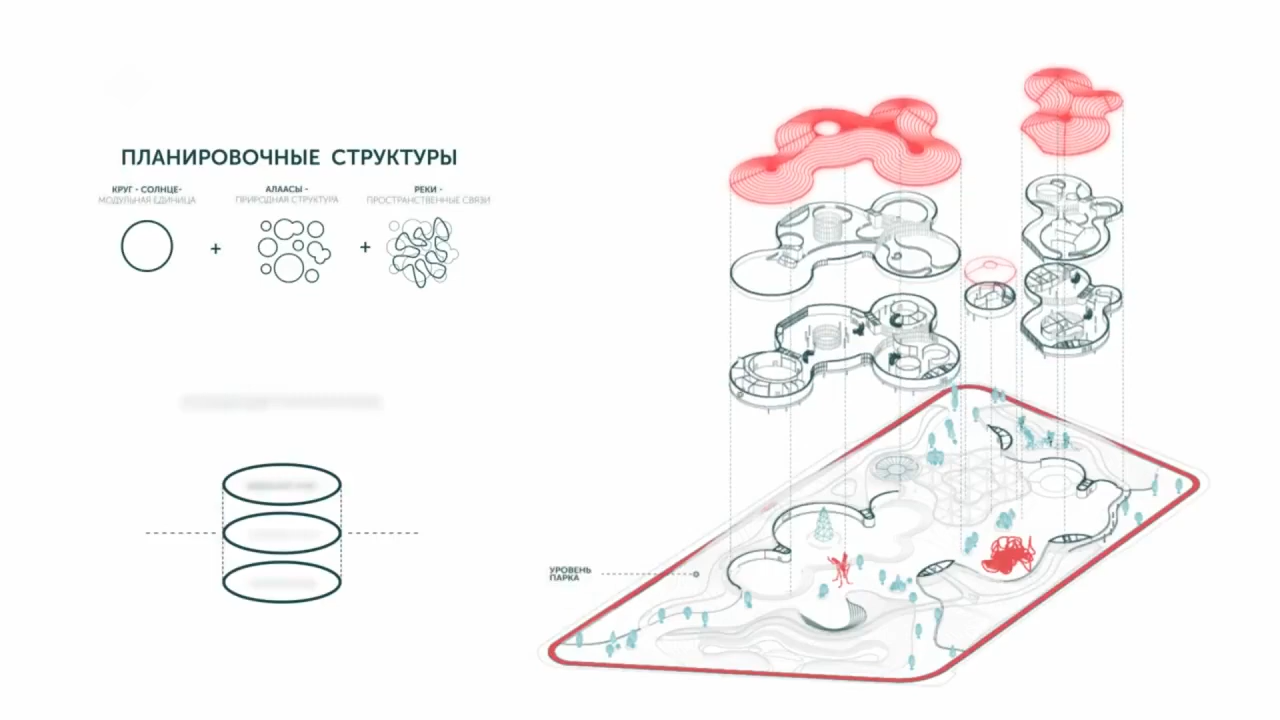 ПЛАНИРОВОЧНЫЕ СТРУКТУРЫ
КРУГ - СОЛНЦЕ-
МОДУЛЬНАЯ ЕДИНИЦА
АЛААСЫ -
ПРИРОДНАЯ СТРУКТУРА
РЕКИ -
ПРОСТРАНСТВЕННЫЕ СВЯЗИ
+
+
УРОВЕНЬ
ПАРКА